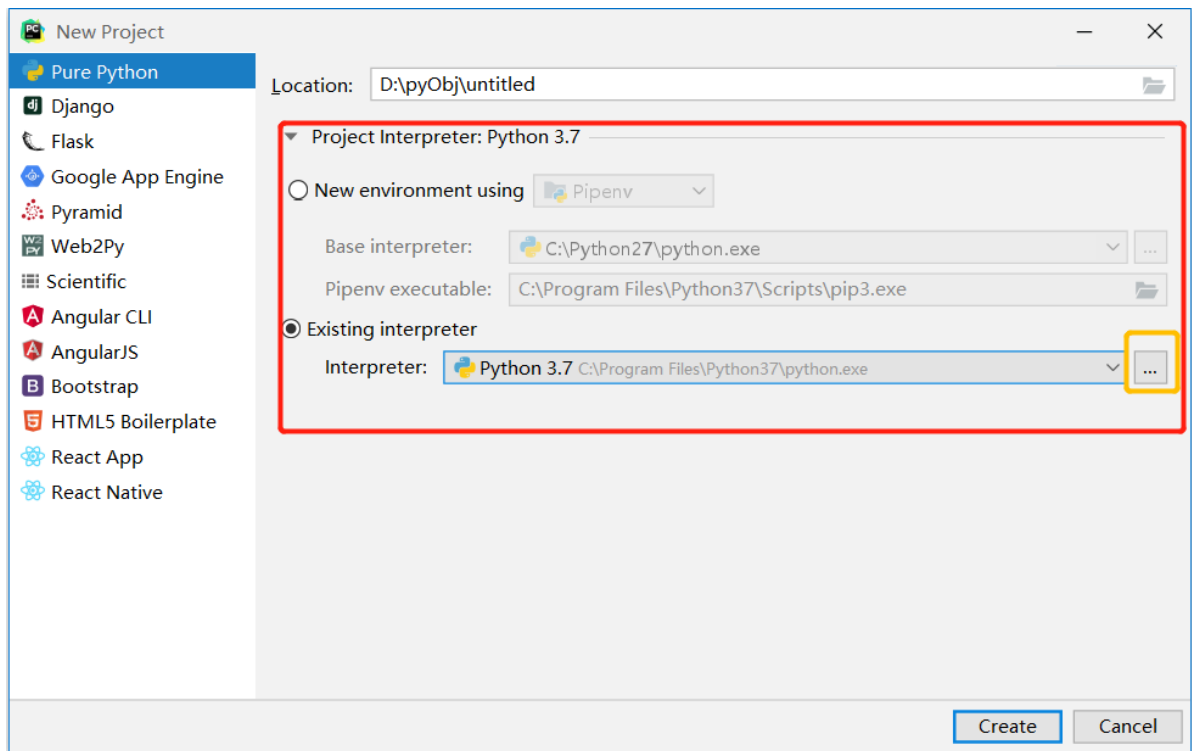 New Project
Pure Python
Django
Flask
Google App Engine
Pyramid
Web2Py
Scientific
Angular CLI
AngularJS
Bootstrap
HTML5 Boilerplate
React App
React Native
Location: D:\pyObj\untitled
Project Interpreter: Python 3.7
New environment using Pipenv
Base interpreter: C:\Python27\python.exe ...
Pipenv executable: C:\Program Files\Python37\Scripts\pip3.exe
Existing interpreter
Interpreter: Python 3.7 C:\Program Files\Python37\python.exe ...
Create Cancel